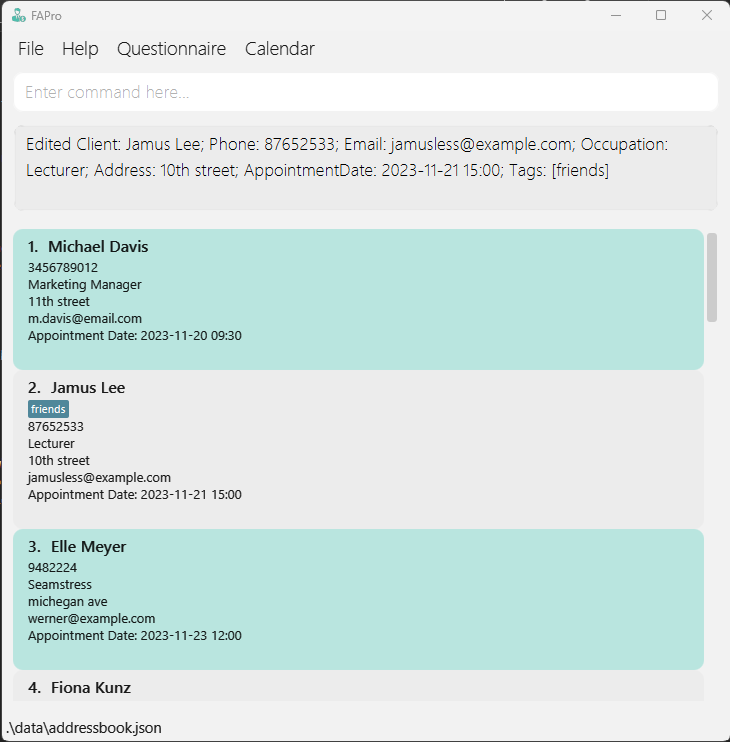 FAPro
File Help Questionnaire Calendar
Enter command here...
Edited Client: Jamus Lee; Phone: 87652533; Email: jamusless@example.com; Occupation:
Lecturer; Address: 10th street; AppointmentDate: 2023-11-21 15:00; Tags: [friends]
1. Michael Davis
3456789012
Marketing Manager
11th street
m.davis@email.com
Appointment Date: 2023-11-20 09:30
2. Jamus Lee
friends
87652533
Lecturer
10th street
jamusless@example.com
Appointment Date: 2023-11-21 15:00
3. Elle Meyer
9482224
Seamstress
michegan ave
werner@example.com
Appointment Date: 2023-11-23 12:00
4. Fiona Kunz
.\data\addressbook.json